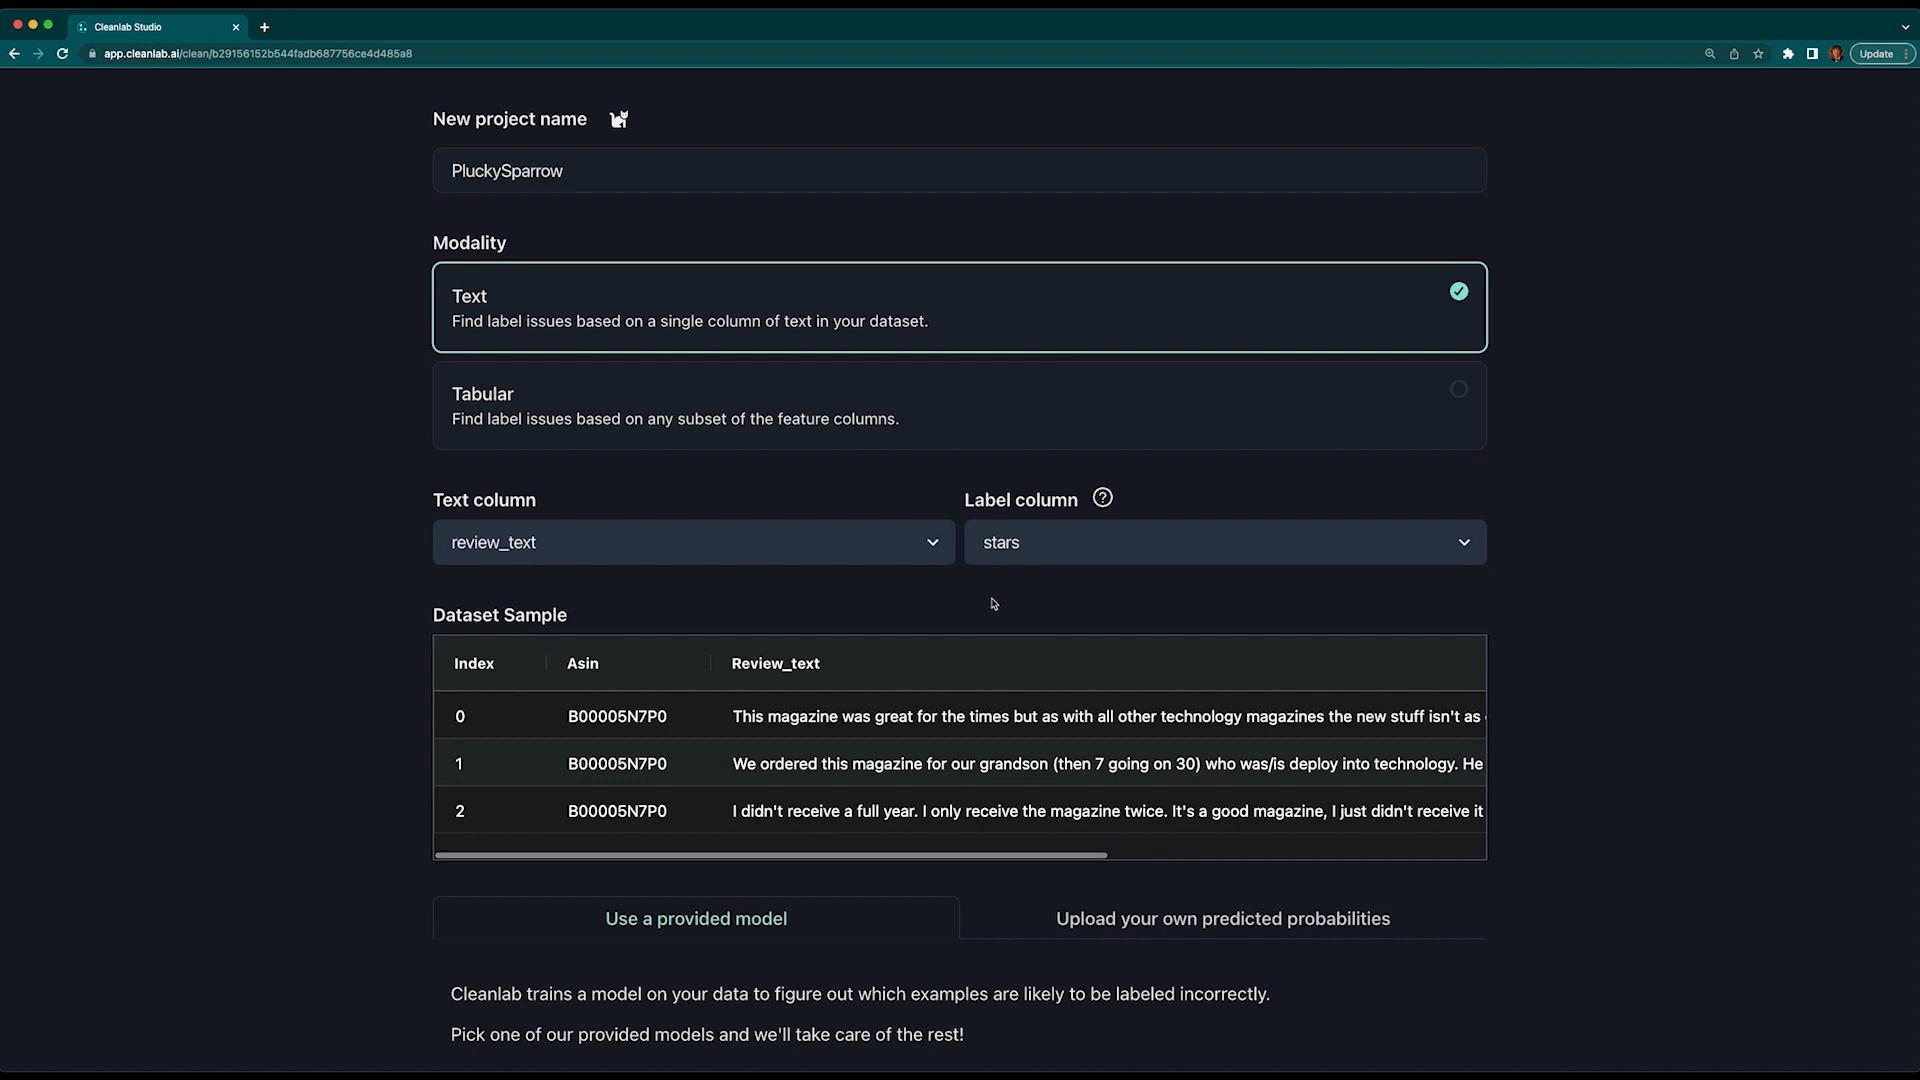 Cleanlab Studio
app.cleanlab.ai/clean/b29156152b544fadb687756ce4d485a8
Update
New project name
PluckySparrow
Modality
Text
Find label issues based on a single column of text in your dataset.
Tabular
Find label issues based on any subset of the feature columns.
Text column
Label column ?
review_text
stars
Dataset Sample
Index Asin Review_text
0 B00005N7P0 This magazine was great for the times but as with all other technology magazines the new stuff isn't as
1 B00005N7P0 We ordered this magazine for our grandson (then 7 going on 30) who was/is deploy into technology. He
2 B00005N7P0 I didn't receive a full year. I only receive the magazine twice. It's a good magazine, I just didn't receive it
Use a provided model
Upload your own predicted probabilities
Cleanlab trains a model on your data to figure out which examples are likely to be labeled incorrectly.
Pick one of our provided models and we'll take care of the rest!